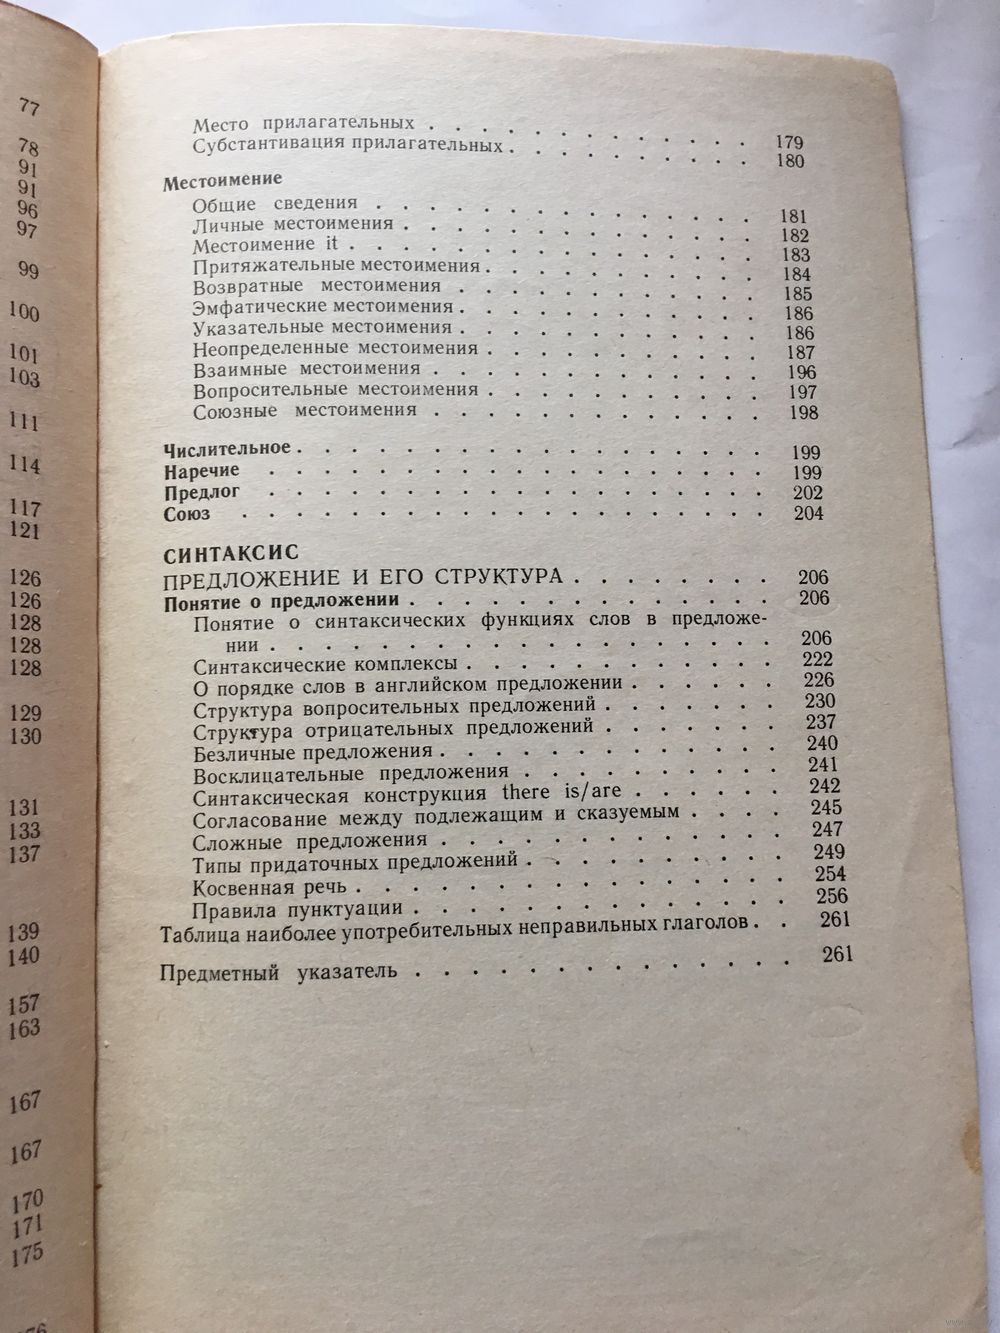 77
78
91
91
96
97
99
100
101
103
111
114
117
121
126
126
128
128
128
129
130
131
133
137
139
140
157
163
167
167
170
171
175
Место прилагательных . . . . . . . . . . . . 179
Субстантивация прилагательных . . . . . . . . . 180
Местоимение
Общие сведения . . . . . . . . . . . . . . 181
Личные местоимения . . . . . . . . . . . . . 182
Местоимение it . . . . . . . . . . . . . . . 183
Притяжательные местоимения . . . . . . . . . . 184
Возвратные местоимения . . . . . . . . . . . 185
Эмфатические местоимения . . . . . . . . . . . 186
Указательные местоимения . . . . . . . . . . . 186
Неопределенные местоимения . . . . . . . . . . 187
Взаимные местоимения . . . . . . . . . . . . 196
Вопросительные местоимения . . . . . . . . . . 197
Союзные местоимения . . . . . . . . . . . . 198
Числительное . . . . . . . . . . . . . . . . . 199
Наречие . . . . . . . . . . . . . . . . . . . 199
Предлог . . . . . . . . . . . . . . . . . . . 202
Союз . . . . . . . . . . . . . . . . . . . . 204
СИНТАКСИС
ПРЕДЛОЖЕНИЕ И ЕГО СТРУКТУРА . . . . . . . . 206
Понятие о предложении . . . . . . . . . . . . . . 206
Понятие о синтаксических функциях слов в предложе-
нии . . . . . . . . . . . . . . . . . . . 206
Синтаксические комплексы . . . . . . . . . . . . 222
О порядке слов в английском предложении . . . . . . 226
Структура вопросительных предложений . . . . . . . 230
Структура отрицательных предложений . . . . . . . 237
Безличные предложения . . . . . . . . . . . . . 240
Восклицательные предложения . . . . . . . . . . 241
Синтаксическая конструкция there is/are . . . . . . 242
Согласование между подлежащим и сказуемым . . . . 245
Сложные предложения . . . . . . . . . . . . . 247
Типы придаточных предложений . . . . . . . . . . 249
Косвенная речь . . . . . . . . . . . . . . . . 254
Правила пунктуации . . . . . . . . . . . . . . 256
Таблица наиболее употребительных неправильных глаголов . . 261
Предметный указатель . . . . . . . . . . . . . . 261